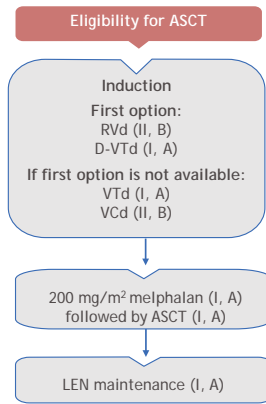 Eligibility for ASCT
Induction
First option:
RVd (II, B)
D-VTd (I, A)
If first option is not available:
VTd (I, A)
VCd (II, B)
200 mg/m² melphalan (I, A)
followed by ASCT (I, A)
LEN maintenance (I, A)